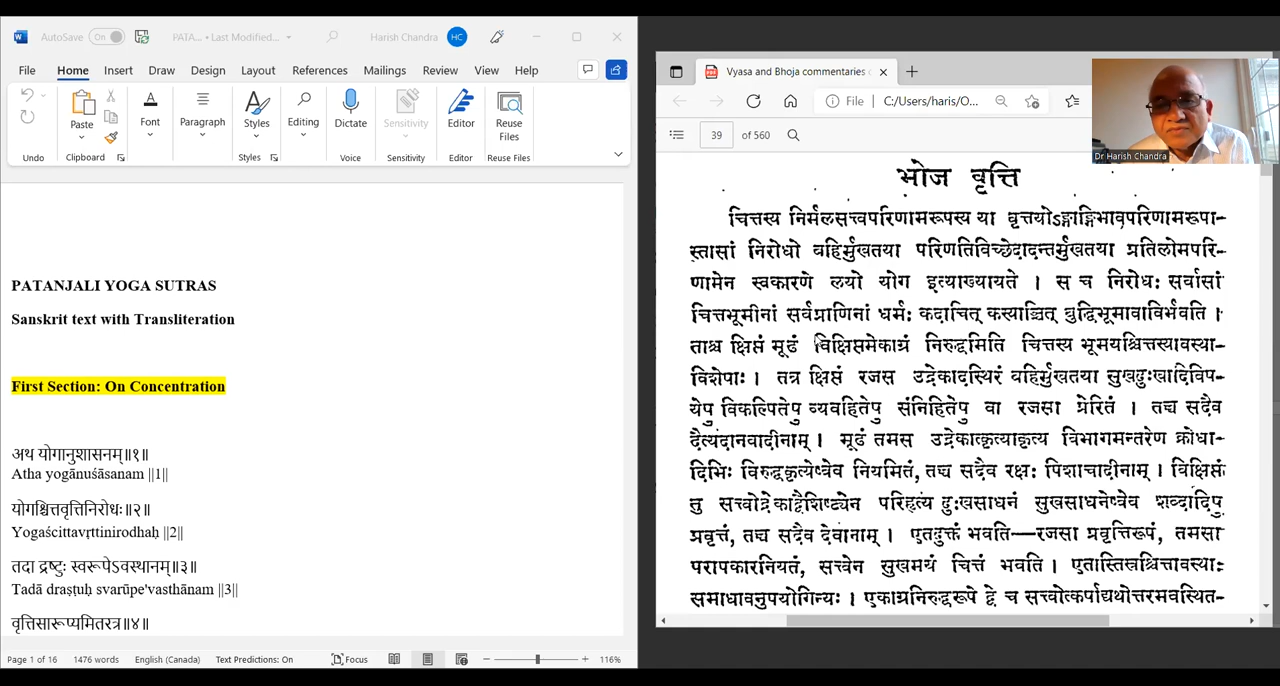 AutoSave On PATA... • Last Modified... Harish Chandra HC
File Home Insert Draw Design Layout References Mailings Review View Help
Paste Font Paragraph Styles Editing Dictate Sensitivity Editor Reuse Files
Undo Clipboard Styles Voice Sensitivity Editor Reuse Files
PATANJALI YOGA SUTRAS
Sanskrit text with Transliteration
First Section: On Concentration
अथ योगानुशासनम्॥१॥
Atha yogānuśāsanam ||1||
योगश्चित्तवृत्तिनिरोधः॥२॥
Yogaścittavṛttinirodhaḥ ||2||
तदा द्रष्टुः स्वरूपेऽवस्थानम्॥३॥
Tadā draṣṭuḥ svarūpe'vasthānam ||3||
वृत्तिसारूप्यमितरत्र॥४॥
Page 1 of 16 1476 words English (Canada) Text Predictions: On Focus 116%
Vyasa and Bhoja commentaries
File C:/Users/haris/O...
39 of 560
Dr Harish Chandra
भोज वृत्ति
चित्तस्य निर्मलसत्त्वपरिणामरूपस्य या वृत्तयोऽङ्गाङ्गिभावपरिणामरूपा-
स्तासां निरोधो बहिर्मुखतया परिणतिविच्छेदादन्तर्मुखतया प्रतिलोमपरि-
णामेन स्वकारणे लयो योग इत्याख्यायते । स च निरोधः सर्वासां
चित्तभूमीनां सर्वप्राणिनां धर्मः कदाचित् कस्याञ्चित् बुद्धिभूमावाविर्भवति ।
ताश्च क्षिप्तं मूढं विक्षिप्तमेकाग्रं निरुद्धमिति चित्तस्य भूमयश्चित्तस्यावस्था-
विशेषाः । तत्र क्षिप्तं रजस उद्रेकादस्थिरं बहिर्मुखतया सुखदुःखादिविष-
येषु विकल्पितेषु व्यवहितेषु संनिहितेषु वा रजसा प्रेरितं । तच्च सदैव
दैत्यदानवादीनाम् । मूढं तमस उद्रेकात्कृत्याकृत्य विभागमन्तरेण क्रोधा-
दिभिः विरुद्धकृत्येष्वेव नियमितं, तच्च सदैव रक्षः पिशाचादीनाम् । विक्षिप्तं
तु सत्त्वोद्रेकाद्वैशिष्ट्येन परिहृत्य दुःखसाधनं सुखसाधनेष्वेव शब्दादिषु
प्रवृत्तं, तच्च सदैव देवानाम् । एतदुक्तं भवति—रजसा प्रवृत्तिरूपं, तमसा
परापकारनियतं, सत्त्वेन सुखमयं चित्तं भवति । एतास्तिस्रश्चित्तावस्थाः
समाधावनुपयोगिन्यः । एकाग्रनिरुद्धरूपे द्वे च सत्त्वोत्कर्षाद्यथोत्तरमवस्थित-